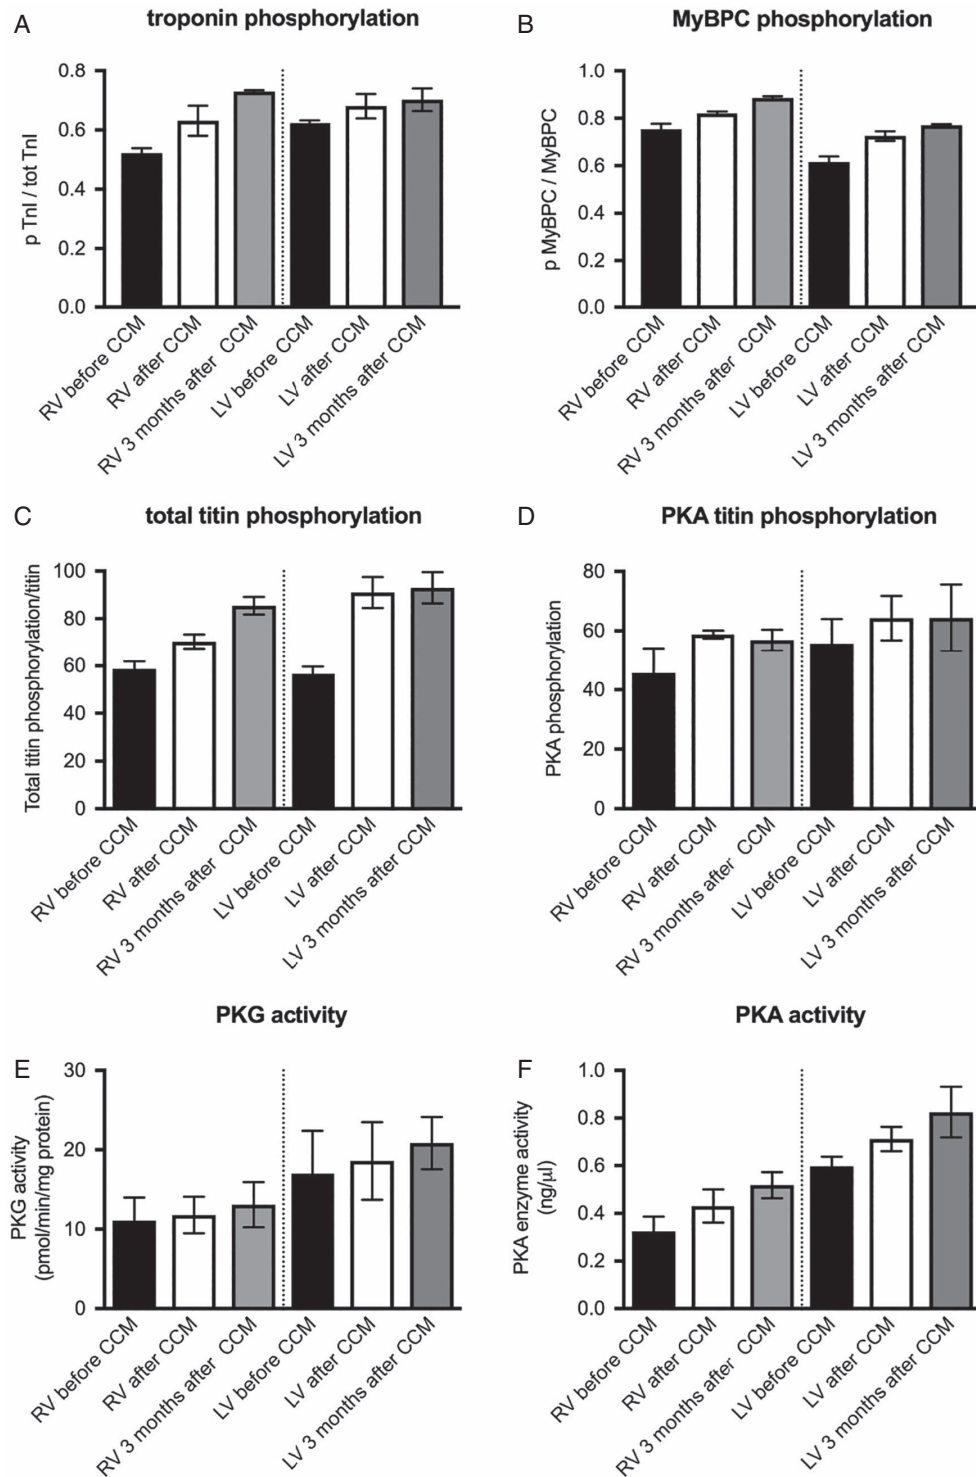 A
troponin phosphorylation
p TnI / tot TnI
0.8
0.6
0.4
0.2
0.0
RV before CCM
RV after CCM
RV 3 months after CCM
LV before CCM
LV after CCM
LV 3 months after CCM
B
MyBPC phosphorylation
p MyBPC / MyBPC
1.0
0.8
0.6
0.4
0.2
0.0
RV before CCM
RV after CCM
RV 3 months after CCM
LV before CCM
LV after CCM
LV 3 months after CCM
C
total titin phosphorylation
Total titin phosphorylation/titin
100
80
60
40
20
0
RV before CCM
RV after CCM
RV 3 months after CCM
LV before CCM
LV after CCM
LV 3 months after CCM
D
PKA titin phosphorylation
PKA phosphorylation
80
60
40
20
0
RV before CCM
RV after CCM
RV 3 months after CCM
LV before CCM
LV after CCM
LV 3 months after CCM
E
PKG activity
PKG activity
(pmol/min/mg protein)
30
20
10
0
RV before CCM
RV after CCM
RV 3 months after CCM
LV before CCM
LV after CCM
LV 3 months after CCM
F
PKA activity
PKA enzyme activity
(ng/μl)
1.0
0.8
0.6
0.4
0.2
0.0
RV before CCM
RV after CCM
RV 3 months after CCM
LV before CCM
LV after CCM
LV 3 months after CCM